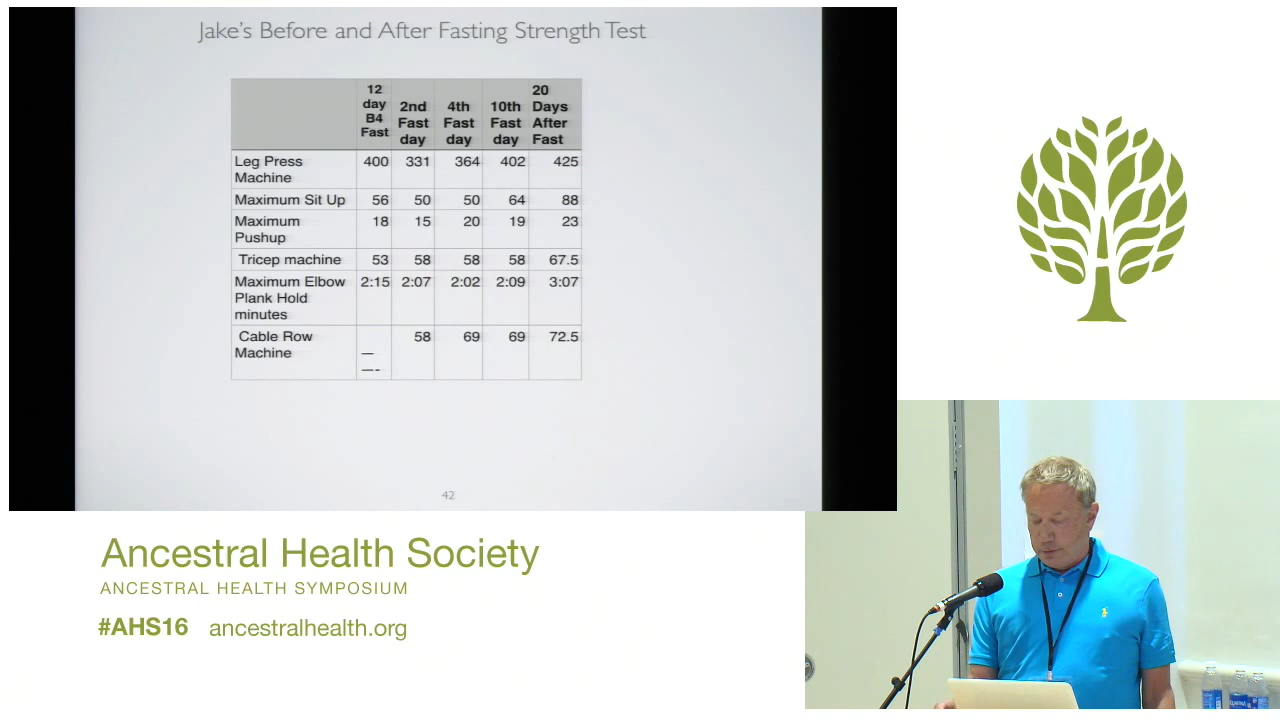 Jake's Before and After Fasting Strength Test
12 day B4 Fast
2nd Fast day
4th Fast day
10th Fast day
20 Days After Fast
Leg Press Machine 400 331 364 402 425
Maximum Sit Up 56 50 50 64 88
Maximum Pushup 18 15 20 19 23
Tricep machine 53 58 58 58 67.5
Maximum Elbow Plank Hold minutes 2:15 2:07 2:02 2:09 3:07
Cable Row Machine — —- 58 69 69 72.5
42
Ancestral Health Society
ANCESTRAL HEALTH SYMPOSIUM
#AHS16 ancestralhealth.org